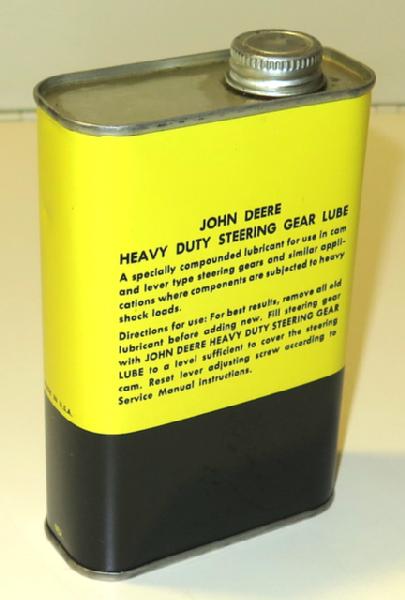 JOHN DEERE
HEAVY DUTY STEERING GEAR LUBE
A specially compounded lubricant for use in cam
and lever type steering gears and similar appli-
cations where components are subjected to heavy
shock loads.
Directions for use: For best results, remove all old
lubricant before adding new. Fill steering gear
with JOHN DEERE HEAVY DUTY STEERING GEAR
LUBE to a level sufficient to cover the steering
cam. Reset lever adjusting screw according to
Service Manual instructions.
U.S.A.